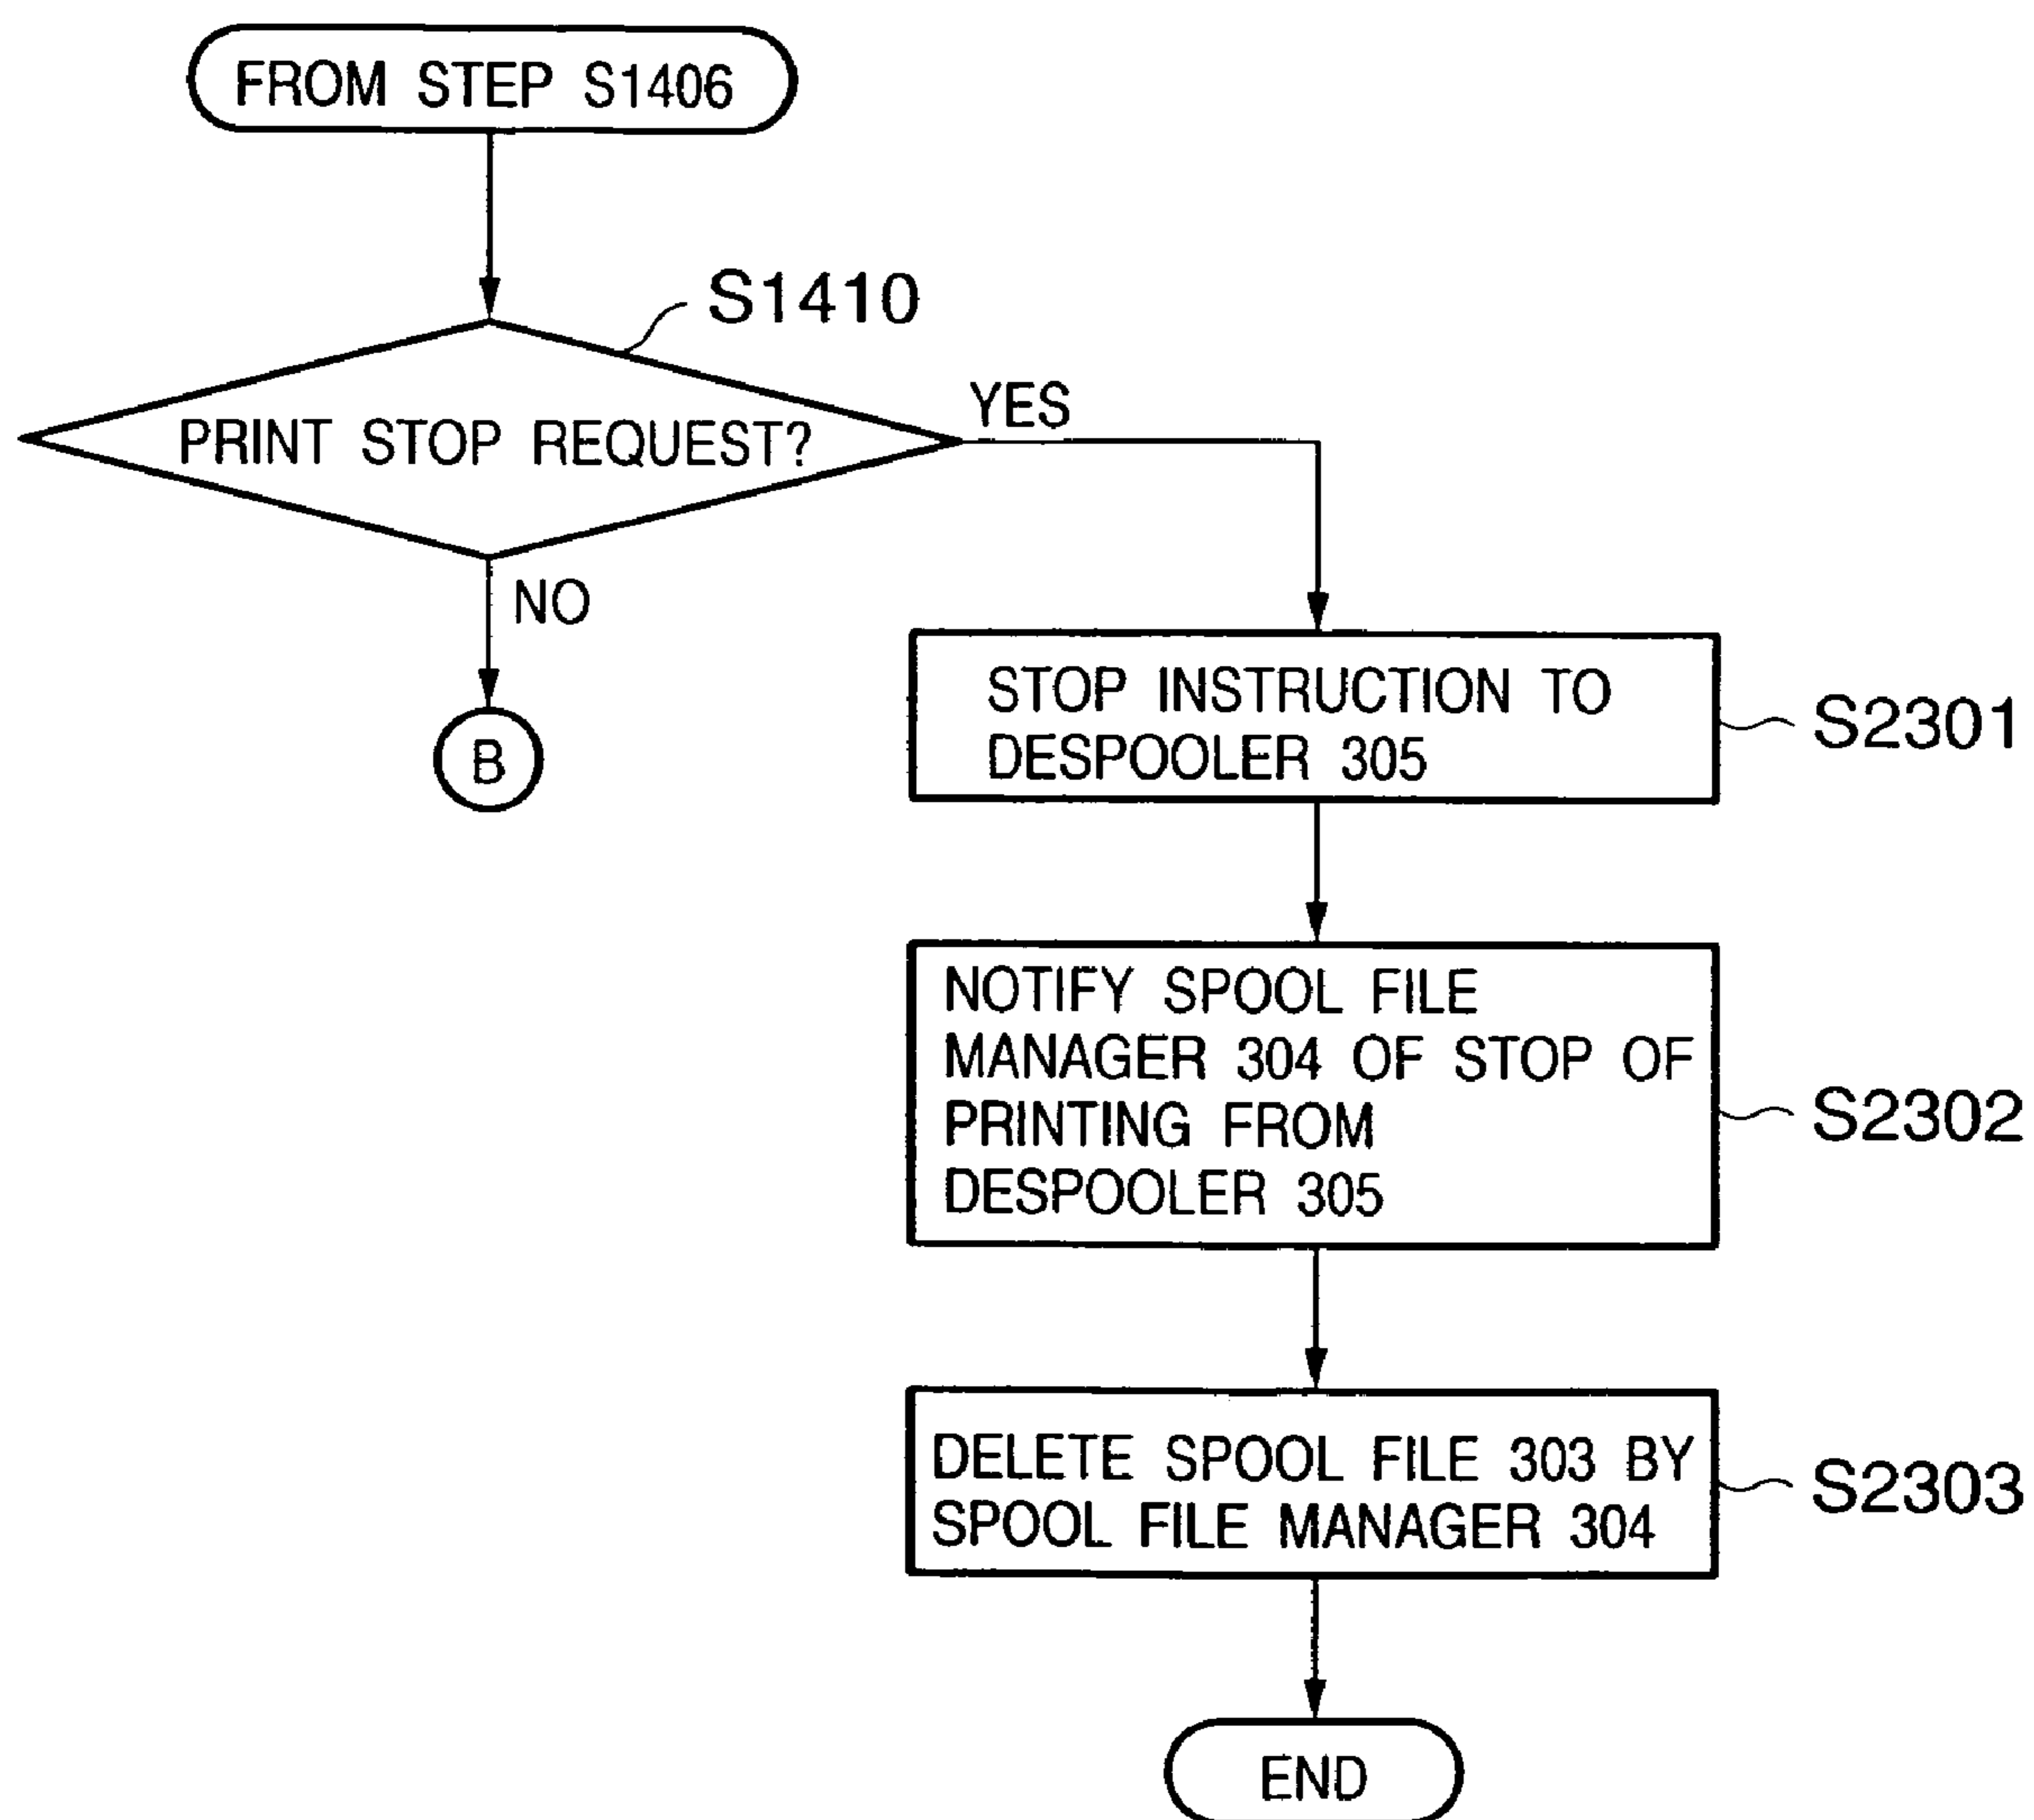 FROM STEP S1406
S1410
PRINT STOP REQUEST?
YES
NO
B
STOP INSTRUCTION TO
DESPOOLER 305
S2301
NOTIFY SPOOL FILE
MANAGER 304 OF STOP OF
PRINTING FROM
DESPOOLER 305
S2302
DELETE SPOOL FILE 303 BY
SPOOL FILE MANAGER 304
S2303
END